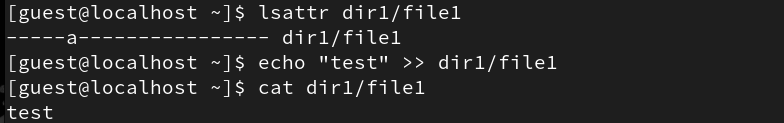 [guest@localhost ~]$ lsattr dir1/file1
-----a---------------- dir1/file1
[guest@localhost ~]$ echo "test" >> dir1/file1
[guest@localhost ~]$ cat dir1/file1
test